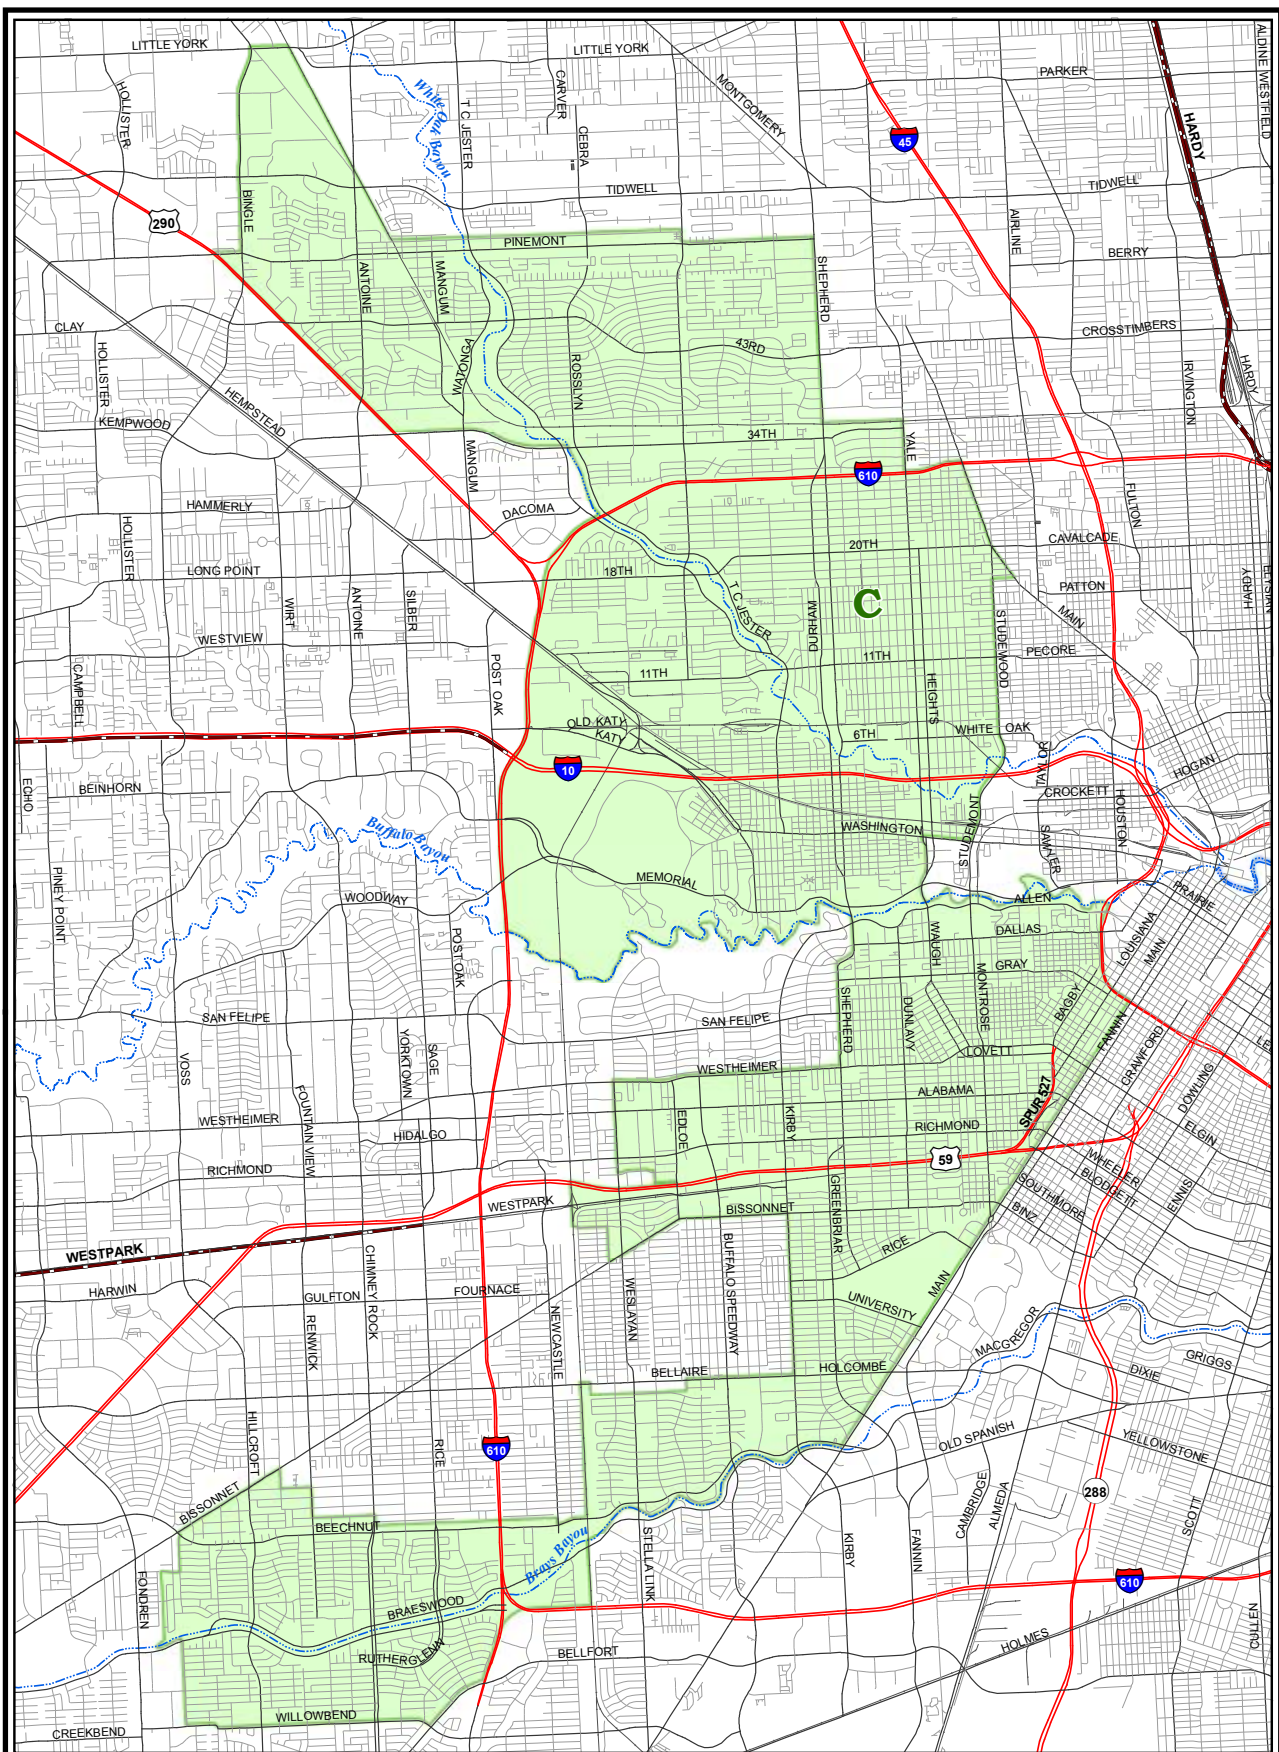 LITTLE YORK
LITTLE YORK
ALDINE WESTFIELD
HOLLISTER
White Oak Bayou
T C JESTER
CARVER
MONTGOMERY
PARKER
HARDY
45
CEBRA
TIDWELL
TIDWELL
BINGLE
290
AIRLINE
PINEMONT
BERRY
ANTOINE
MANGUM
SHEPHERD
CLAY
43RD
CROSSTIMBERS
HOLLISTER
WATONGA
ROSSLYN
IRVINGTON
HARDY
HEMPSTEAD
KEMPWOOD
34TH
YALE
MANGUM
610
HAMMERLY
DACOMA
FULTON
HOLLISTER
20TH
CAVALCADE
LONG POINT
18TH
PATTON
HARDY
ELYSIAN
WIRT
ANTOINE
SILBER
T C JESTER
DURHAM
C
STUDEWOOD
MAIN
WESTVIEW
11TH
PECORE
CAMPBELL
POST OAK
11TH
HEIGHTS
OLD KATY
KATY
6TH
WHITE OAK
TAYLOR
HOGAN
10
ECHO
BEINHORN
CROCKETT
HOUSTON
Buffalo Bayou
WASHINGTON
STUDEMONT
SAWYER
PINEY POINT
MEMORIAL
WOODWAY
ALLEN
PRAIRIE
POST OAK
WAUGH
DALLAS
LOUISIANA
MAIN
GRAY
MONTROSE
BAGBY
SAN FELIPE
SHEPHERD
DUNLAVY
SAN FELIPE
FANNIN
CRAWFORD
VOSS
YORKTOWN
SAGE
LOVETT
WESTHEIMER
ALABAMA
DOWLING
FOUNTAIN VIEW
WESTHEIMER
EDLOE
KIRBY
SPUR 527
RICHMOND
ELGIN
HIDALGO
RICHMOND
59
WHEELER
BLODGETT
SOUTHMORE
ENNIS
WESTPARK
BISSONNET
GREENBRIAR
BINZ
WESTPARK
CHIMNEY ROCK
BUFFALO SPEEDWAY
RICE
HARWIN
GULFTON
FOURNACE
WESLAYAN
MAIN
UNIVERSITY
RENWICK
NEWCASTLE
MACGREGOR
GRIGGS
BELLAIRE
HOLCOMBE
DIXIE
HILLCROFT
RICE
610
OLD SPANISH
YELLOWSTONE
BISSONNET
CAMBRIDGE
ALMEDA
288
SCOTT
BEECHNUT
Brays Bayou
STELLA LINK
KIRBY
FANNIN
610
FONDREN
BRAESWOOD
CULLEN
RUTHERGLENN
BELLFORT
HOLMES
WILLOWBEND
CREEKBEND